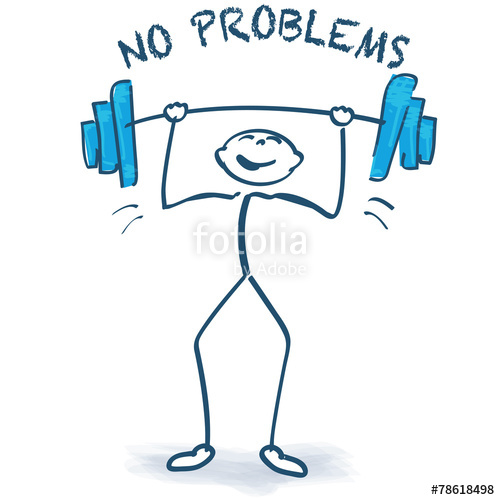 NO PROBLEMS
fotolia
by Adobe
#78618498